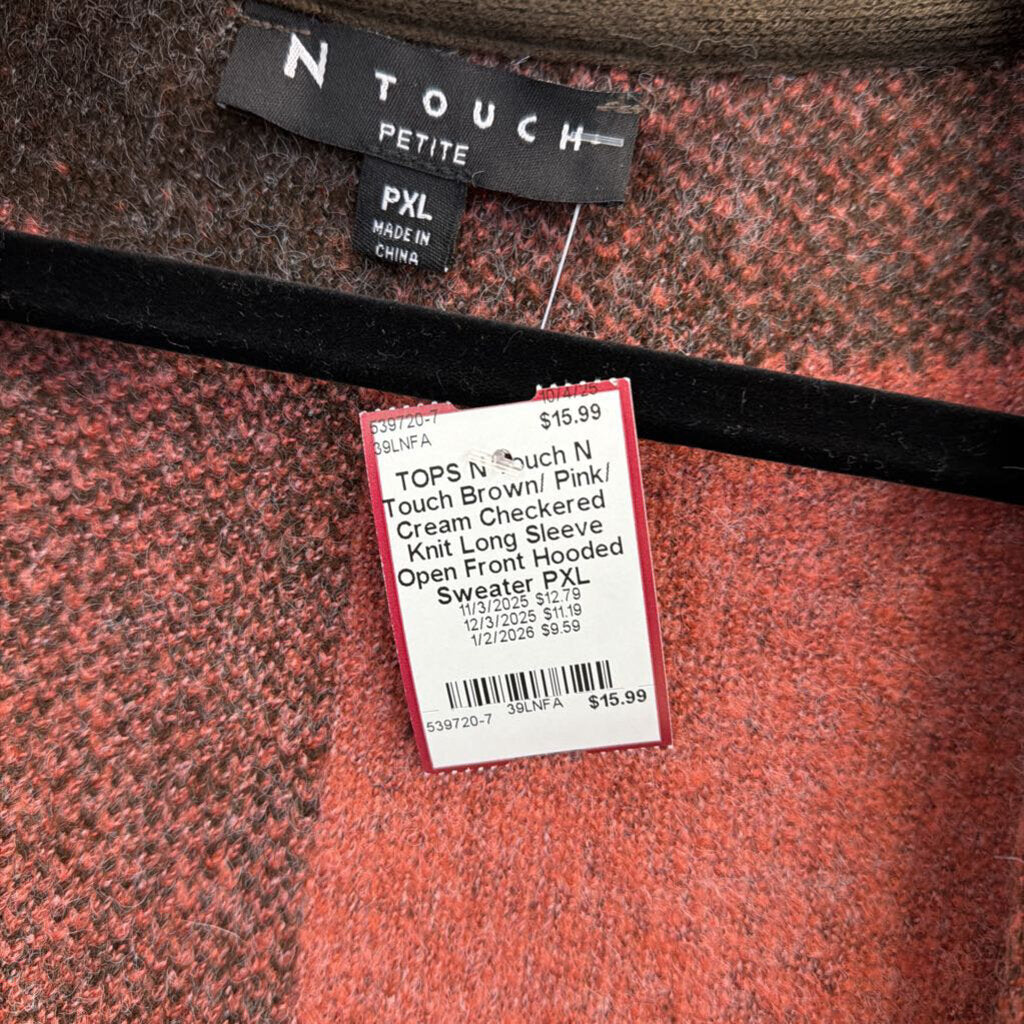 N TOUCH
PETITE
PXL
MADE IN
CHINA
10/4/25
539720-7
$15.99
39LNFA
TOPS N Touch N
Touch Brown/ Pink/
Cream Checkered
Knit Long Sleeve
Open Front Hooded
Sweater PXL
11/3/2025 $12.79
12/3/2025 $11.19
1/2/2026 $9.59
539720-7 39LNFA $15.99